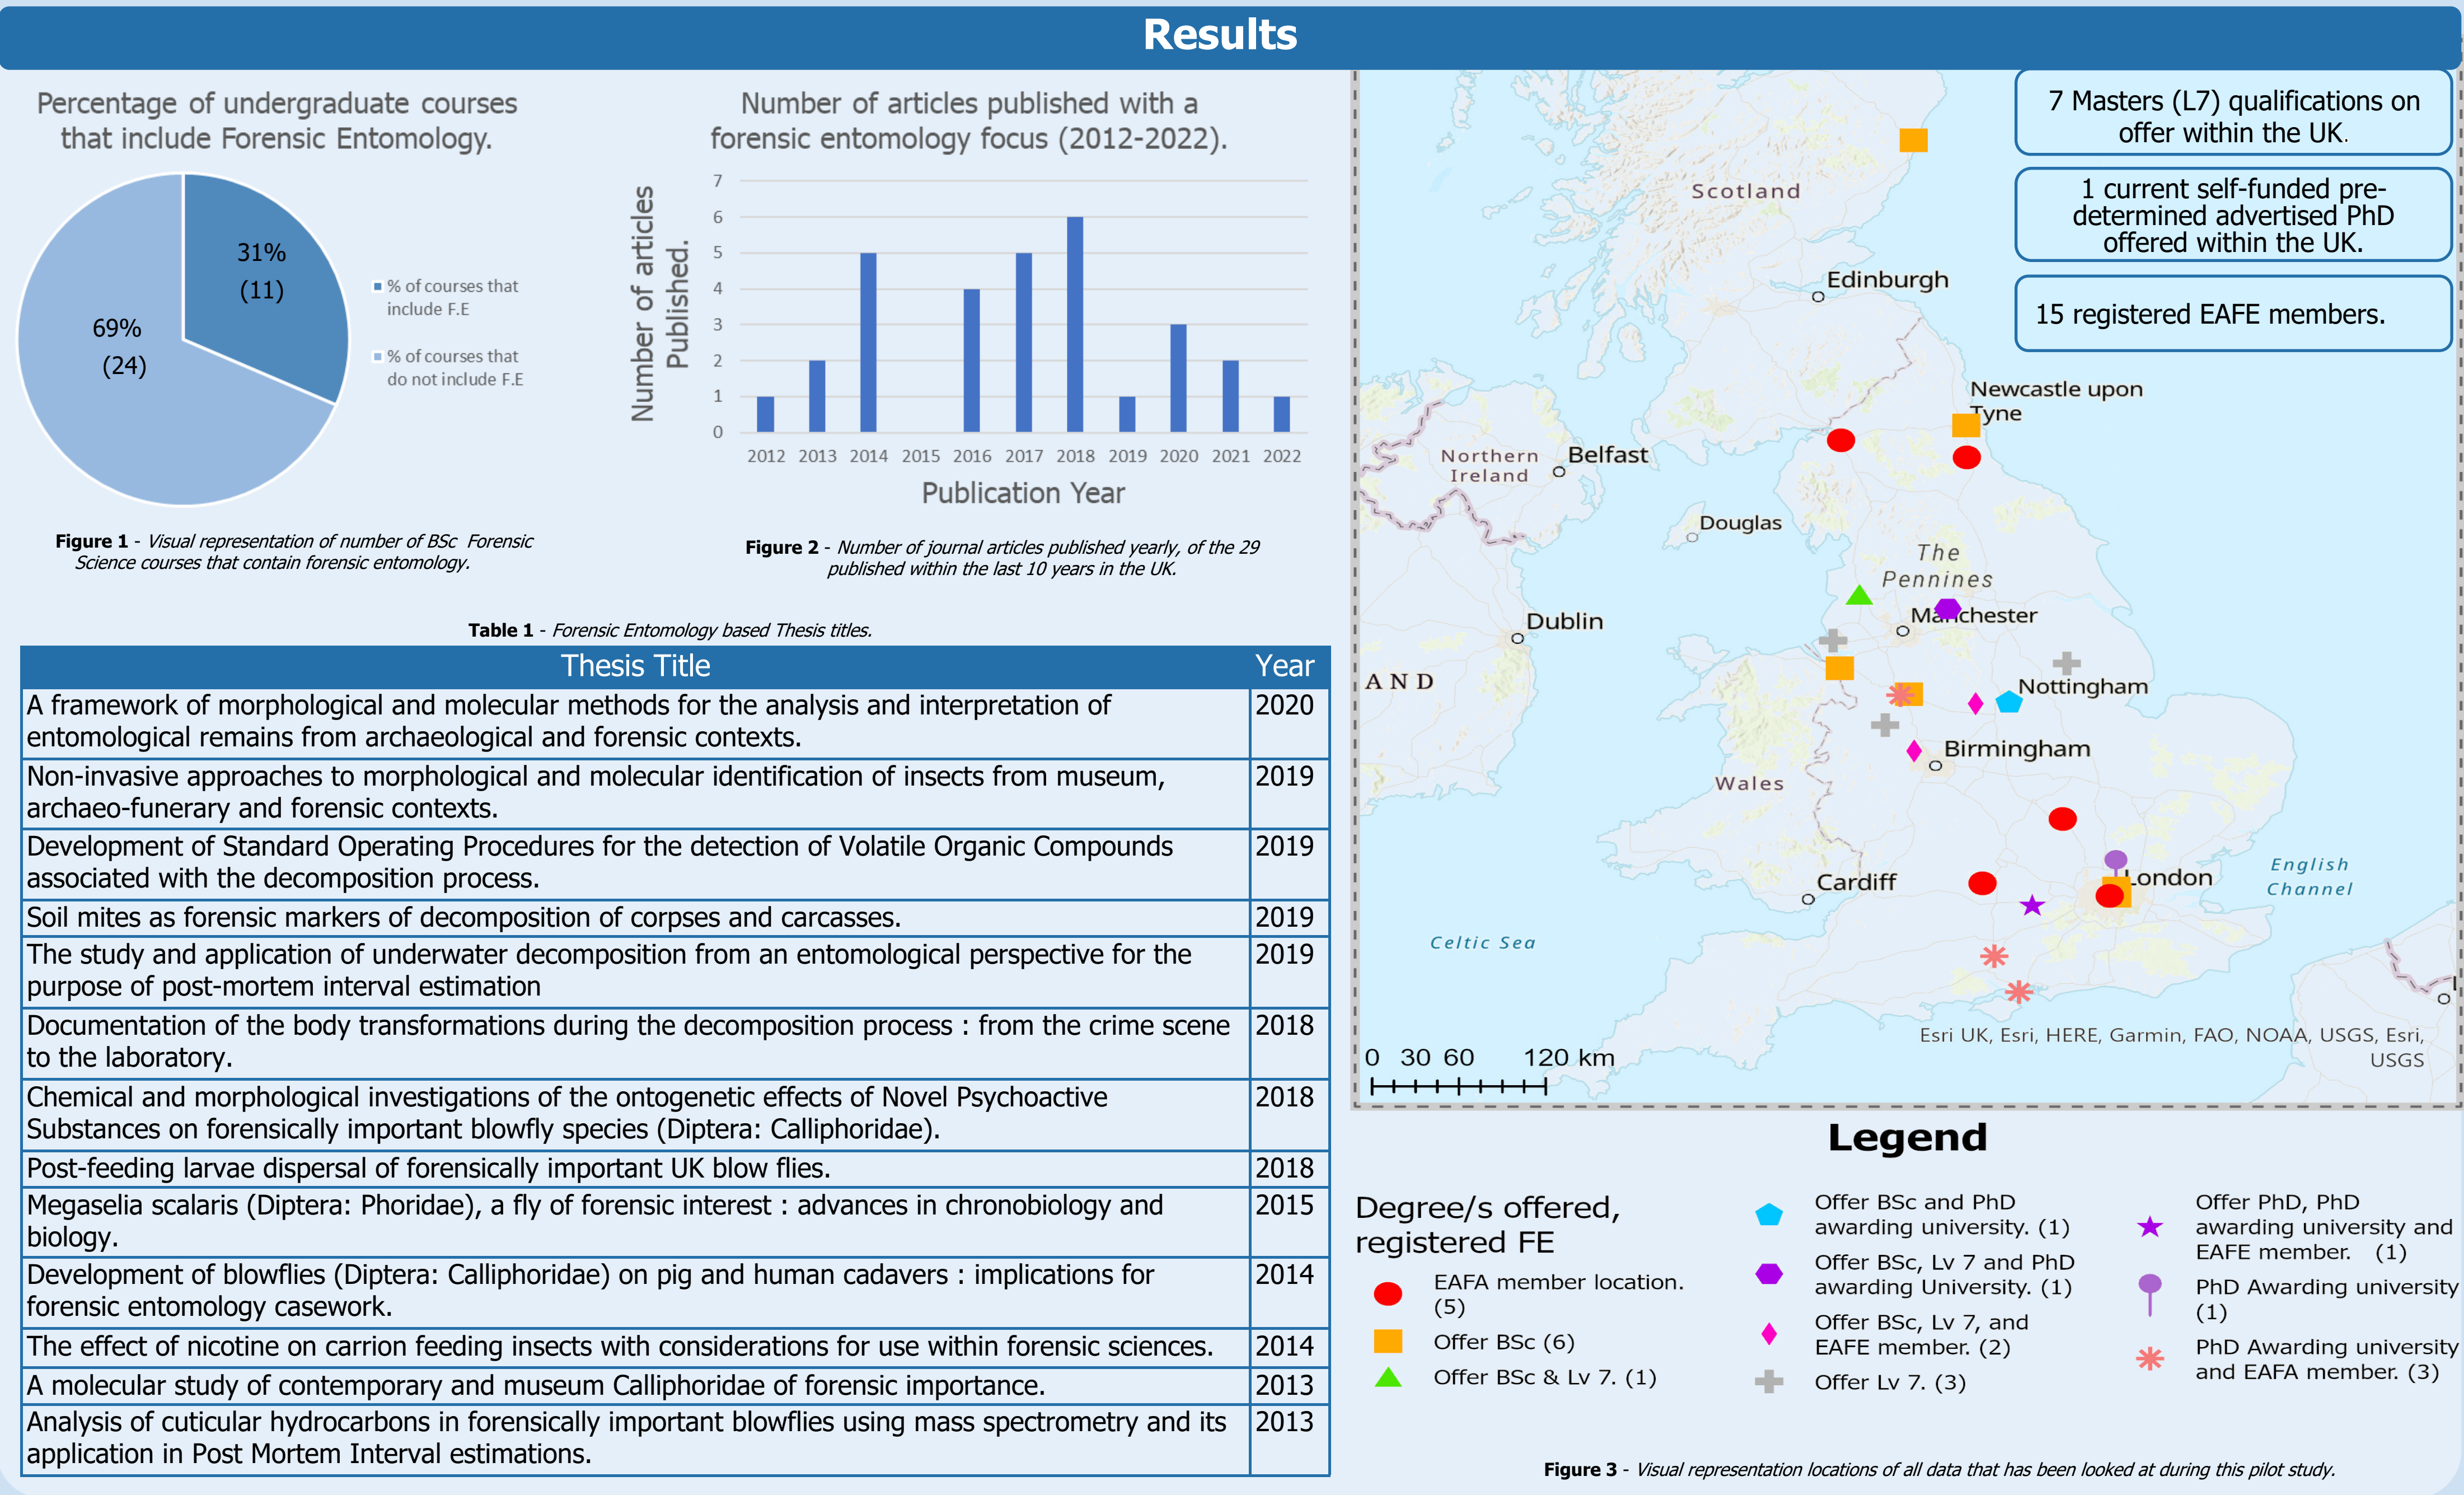 Results
Percentage of undergraduate courses
that include Forensic Entomology.
31%
(11)
69%
(24)
% of courses that
include F.E
% of courses that
do not include F.E
Figure 1 - Visual representation of number of BSc Forensic
Science courses that contain forensic entomology.
Number of articles published with a
forensic entomology focus (2012-2022).
Number of articles
Published.
7
6
5
4
3
2
1
0
2012 2013 2014 2015 2016 2017 2018 2019 2020 2021 2022
Publication Year
Figure 2 - Number of journal articles published yearly, of the 29
published within the last 10 years in the UK.
Table 1 - Forensic Entomology based Thesis titles.
Thesis Title Year
A framework of morphological and molecular methods for the analysis and interpretation of 2020
entomological remains from archaeological and forensic contexts.
Non-invasive approaches to morphological and molecular identification of insects from museum, 2019
archaeo-funerary and forensic contexts.
Development of Standard Operating Procedures for the detection of Volatile Organic Compounds 2019
associated with the decomposition process.
Soil mites as forensic markers of decomposition of corpses and carcasses. 2019
The study and application of underwater decomposition from an entomological perspective for the 2019
purpose of post-mortem interval estimation
Documentation of the body transformations during the decomposition process : from the crime scene 2018
to the laboratory.
Chemical and morphological investigations of the ontogenetic effects of Novel Psychoactive 2018
Substances on forensically important blowfly species (Diptera: Calliphoridae).
Post-feeding larvae dispersal of forensically important UK blow flies. 2018
Megaselia scalaris (Diptera: Phoridae), a fly of forensic interest : advances in chronobiology and 2015
biology.
Development of blowflies (Diptera: Calliphoridae) on pig and human cadavers : implications for 2014
forensic entomology casework.
The effect of nicotine on carrion feeding insects with considerations for use within forensic sciences. 2014
A molecular study of contemporary and museum Calliphoridae of forensic importance. 2013
Analysis of cuticular hydrocarbons in forensically important blowflies using mass spectrometry and its 2013
application in Post Mortem Interval estimations.
7 Masters (L7) qualifications on
offer within the UK.
1 current self-funded pre-
determined advertised PhD
offered within the UK.
15 registered EAFE members.
Scotland
Edinburgh
Newcastle upon
Tyne
Northern
Ireland
Belfast
Douglas
The
Pennines
Manchester
Dublin
AND
Nottingham
Birmingham
Wales
Cardiff
London
English
Channel
Celtic Sea
Esri UK, Esri, HERE, Garmin, FAO, NOAA, USGS, Esri,
USGS
0 30 60 120 km
Legend
Degree/s offered,
registered FE
EAFA member location.
(5)
Offer BSc (6)
Offer BSc & Lv 7. (1)
Offer BSc and PhD
awarding university. (1)
Offer BSc, Lv 7 and PhD
awarding University. (1)
Offer BSc, Lv 7, and
EAFE member. (2)
Offer Lv 7. (3)
Offer PhD, PhD
awarding university and
EAFE member. (1)
PhD Awarding university
(1)
PhD Awarding university
and EAFA member. (3)
Figure 3 - Visual representation locations of all data that has been looked at during this pilot study.